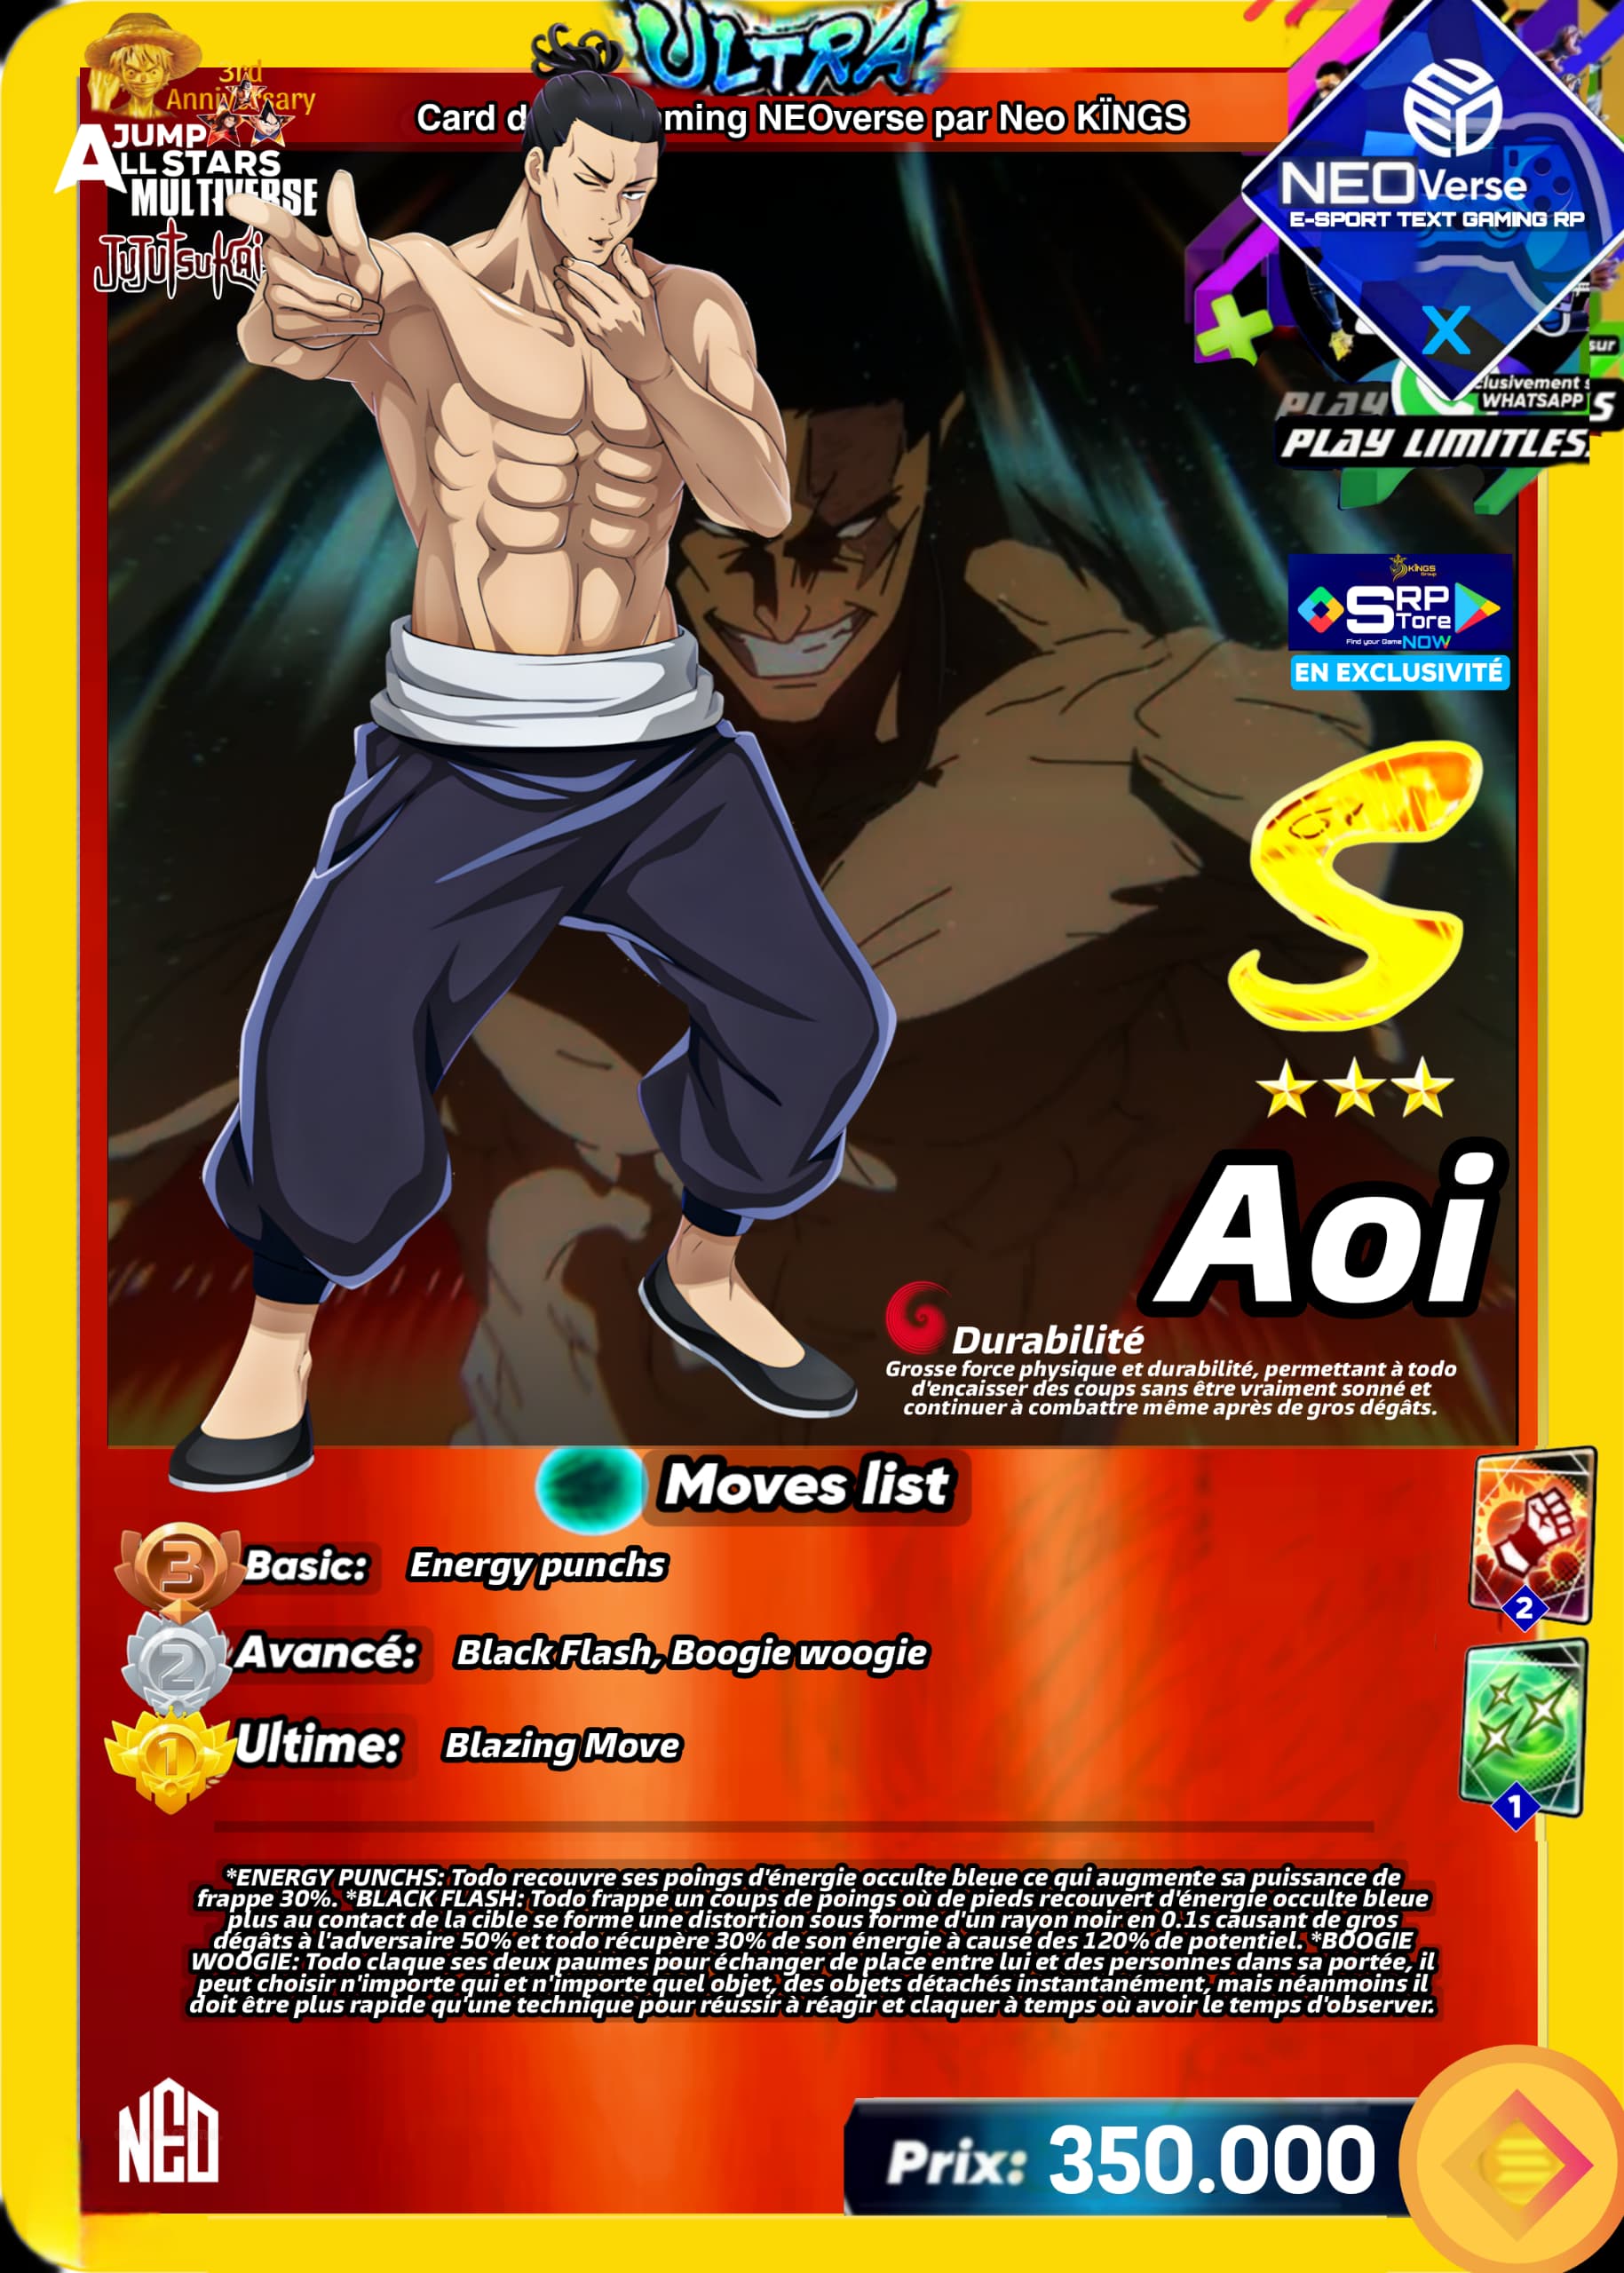 ULTRA
3rd
Anniversary
Card d ming NEOverse par Neo KÏNGS
JUMP
ALL STARS
MULTIVERSE
JUJUTSU KAI
NEOVerse
E-SPORT TEXT GAMING RP
X
sur
clusivement s
WHATSAPP
PLAY S
PLAY LIMITLES
KINGS
Group
SRP
Tore
Find your Game NOW
EN EXCLUSIVITÉ
S
Aoi
Durabilité
Grosse force physique et durabilité, permettant à todo
d'encaisser des coups sans être vraiment sonné et
continuer à combattre même après de gros dégâts.
Moves list
3 Basic: Energy punchs
2
2 Avancé: Black Flash, Boogie woogie
1 Ultime: Blazing Move
1
*ENERGY PUNCHS: Todo recouvre ses poings d'énergie occulte bleue ce qui augmente sa puissance de
frappe 30%. *BLACK FLASH: Todo frappe un coups de poings où de pieds recouvert d'énergie occulte bleue
plus au contact de la cible se forme une distortion sous forme d'un rayon noir en 0.1s causant de gros
dégâts à l'adversaire 50% et todo récupère 30% de son énergie à cause des 120% de potentiel. *BOOGIE
WOOGIE: Todo claque ses deux paumes pour échanger de place entre lui et des personnes dans sa portée, il
peut choisir n'importe qui et n'importe quel objet, des objets détachés instantanément, mais néanmoins il
doit être plus rapide qu'une technique pour réussir à réagir et claquer à temps où avoir le temps d'observer.
NEO
Prix: 350.000